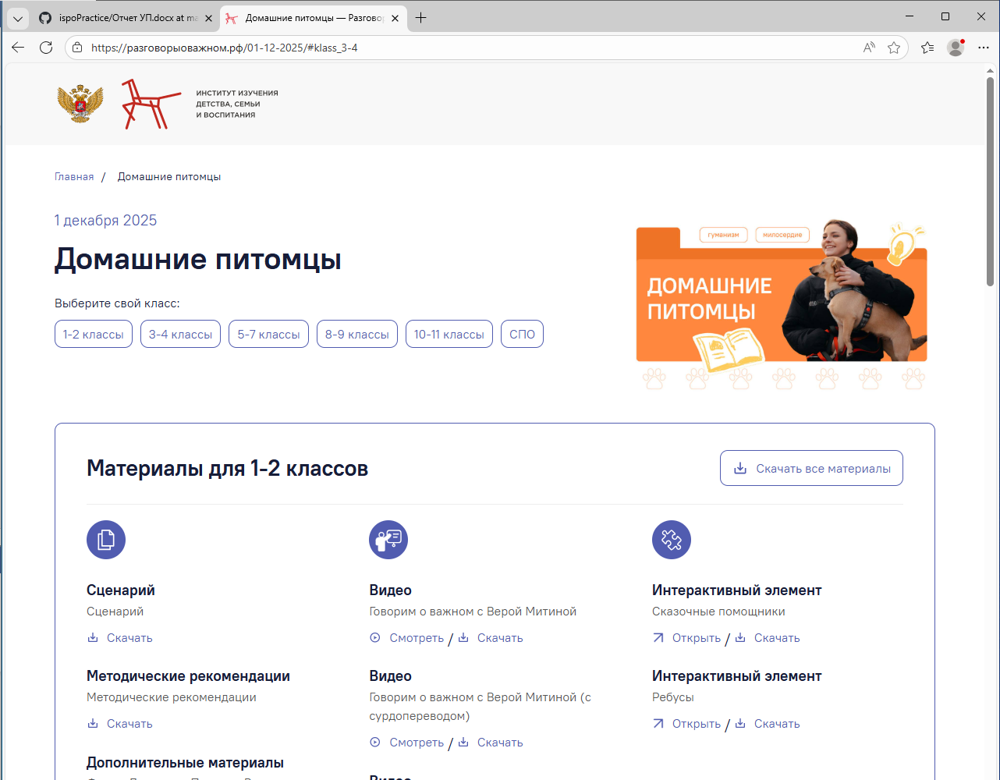 ispoPractice/Отчет УП.docx at ma
Домашние питомцы — Разгово
https://разговорыоважном.рф/01-12-2025/#klass_3-4
ИНСТИТУТ ИЗУЧЕНИЯ
ДЕТСТВА, СЕМЬИ
И ВОСПИТАНИЯ
Главная / Домашние питомцы
1 декабря 2025
Домашние питомцы
Выберите свой класс:
1-2 классы
3-4 классы
5-7 классы
8-9 классы
10-11 классы
СПО
гуманизм
милосердие
ДОМАШНИЕ
ПИТОМЦЫ
Материалы для 1-2 классов
Скачать все материалы
Сценарий
Сценарий
Скачать
Методические рекомендации
Методические рекомендации
Скачать
Дополнительные материалы
Видео
Говорим о важном с Верой Митиной
Смотреть / Скачать
Видео
Говорим о важном с Верой Митиной (с
сурдопереводом)
Смотреть / Скачать
Видео
Интерактивный элемент
Сказочные помощники
Открыть / Скачать
Интерактивный элемент
Ребусы
Открыть / Скачать